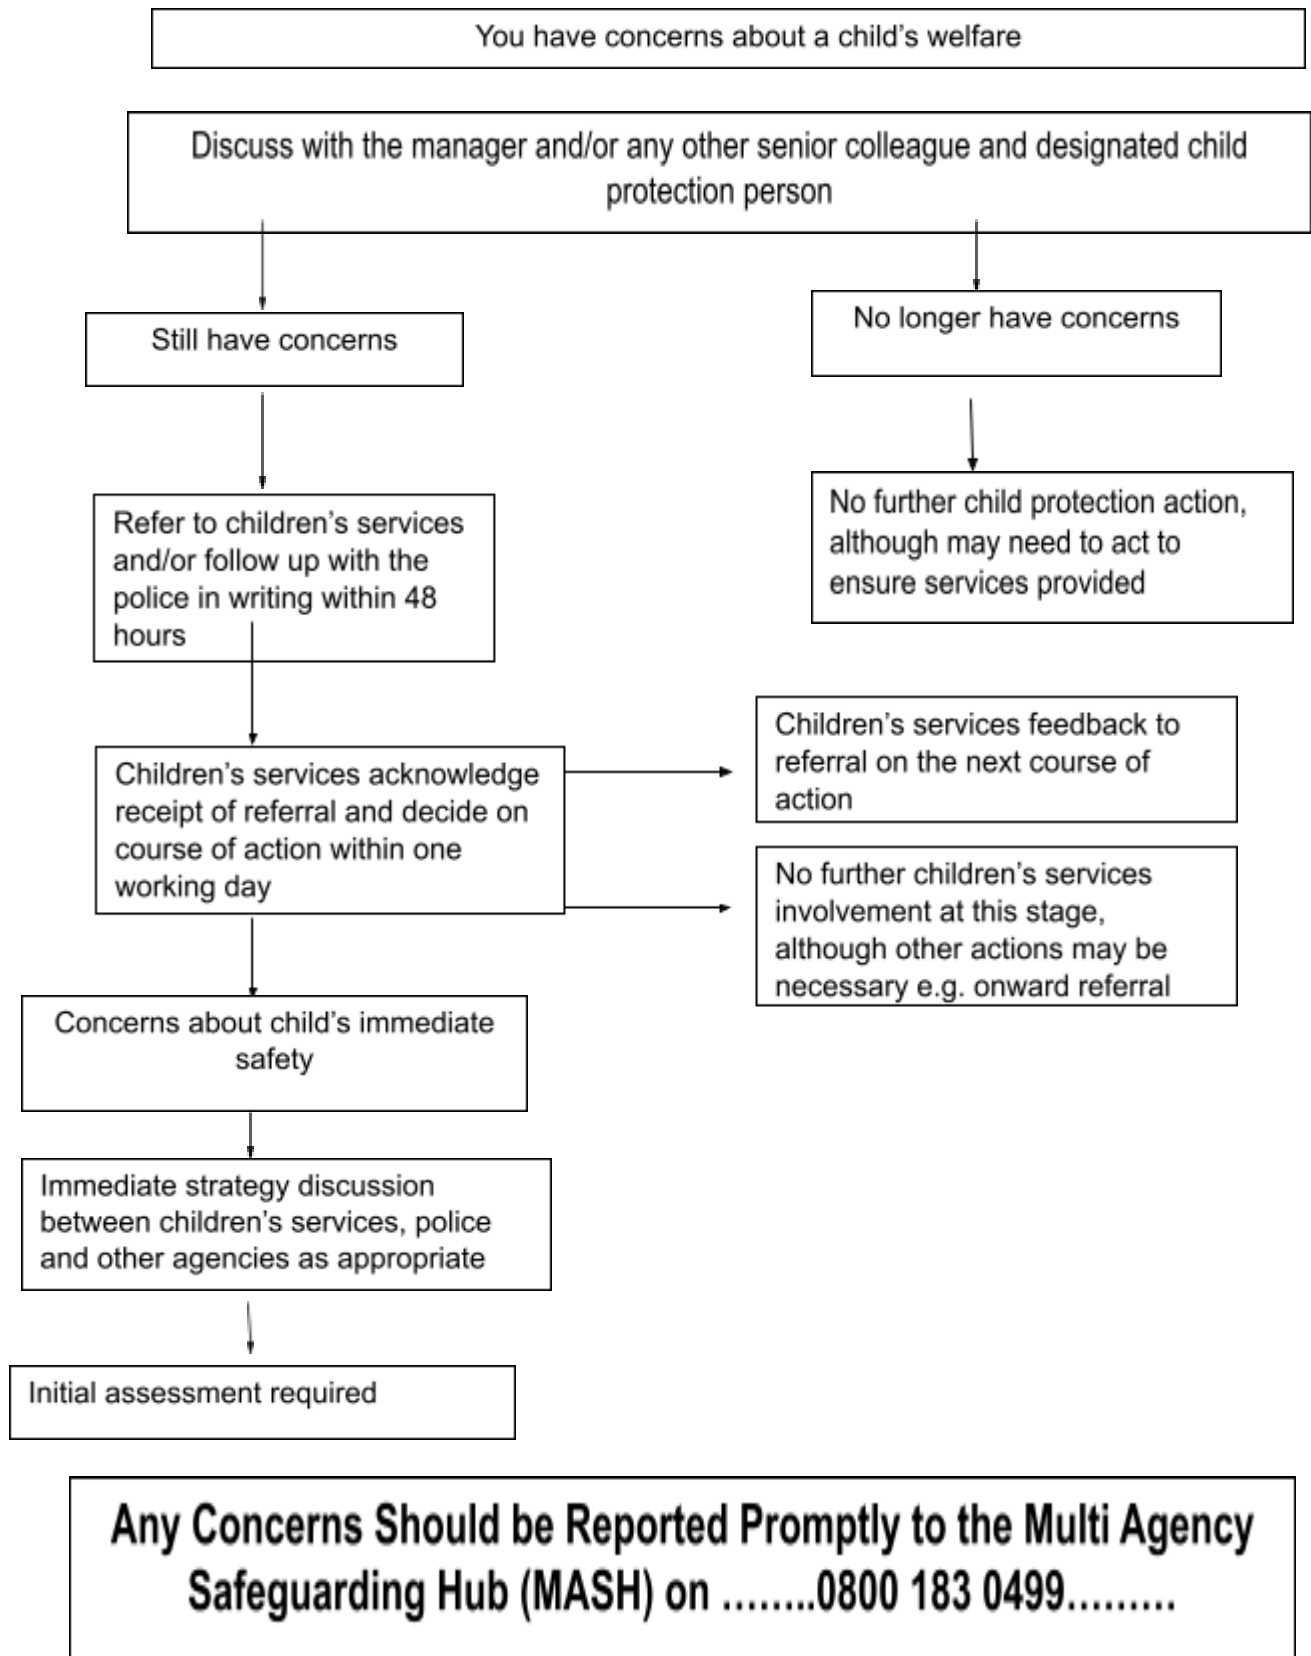 You have concerns about a child's welfare
Discuss with the manager and/or any other senior colleague and designated child
protection person
Still have concerns
No longer have concerns
Refer to children's services
and/or follow up with the
police in writing within 48
hours
No further child protection action,
although may need to act to
ensure services provided
Children's services acknowledge
receipt of referral and decide on
course of action within one
working day
Children's services feedback to
referral on the next course of
action
No further children's services
involvement at this stage,
although other actions may be
necessary e.g. onward referral
Concerns about child's immediate
safety
Immediate strategy discussion
between children's services, police
and other agencies as appropriate
Initial assessment required
Any Concerns Should be Reported Promptly to the Multi Agency
Safeguarding Hub (MASH) on ........0800 183 0499.........